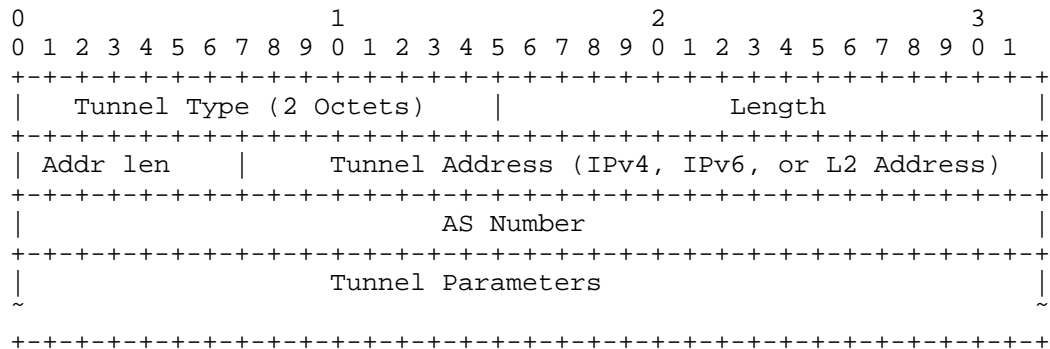 0                   1                   2                   3
0 1 2 3 4 5 6 7 8 9 0 1 2 3 4 5 6 7 8 9 0 1 2 3 4 5 6 7 8 9 0 1
+-+-+-+-+-+-+-+-+-+-+-+-+-+-+-+-+-+-+-+-+-+-+-+-+-+-+-+-+-+-+-+-+
|   Tunnel Type (2 Octets)    |              Length             |
+-+-+-+-+-+-+-+-+-+-+-+-+-+-+-+-+-+-+-+-+-+-+-+-+-+-+-+-+-+-+-+-+
| Addr len    |     Tunnel Address (IPv4, IPv6, or L2 Address)  |
+-+-+-+-+-+-+-+-+-+-+-+-+-+-+-+-+-+-+-+-+-+-+-+-+-+-+-+-+-+-+-+-+
|                          AS Number                            |
+-+-+-+-+-+-+-+-+-+-+-+-+-+-+-+-+-+-+-+-+-+-+-+-+-+-+-+-+-+-+-+-+
|                   Tunnel Parameters                           |
~                                                               ~
+-+-+-+-+-+-+-+-+-+-+-+-+-+-+-+-+-+-+-+-+-+-+-+-+-+-+-+-+-+-+-+-+